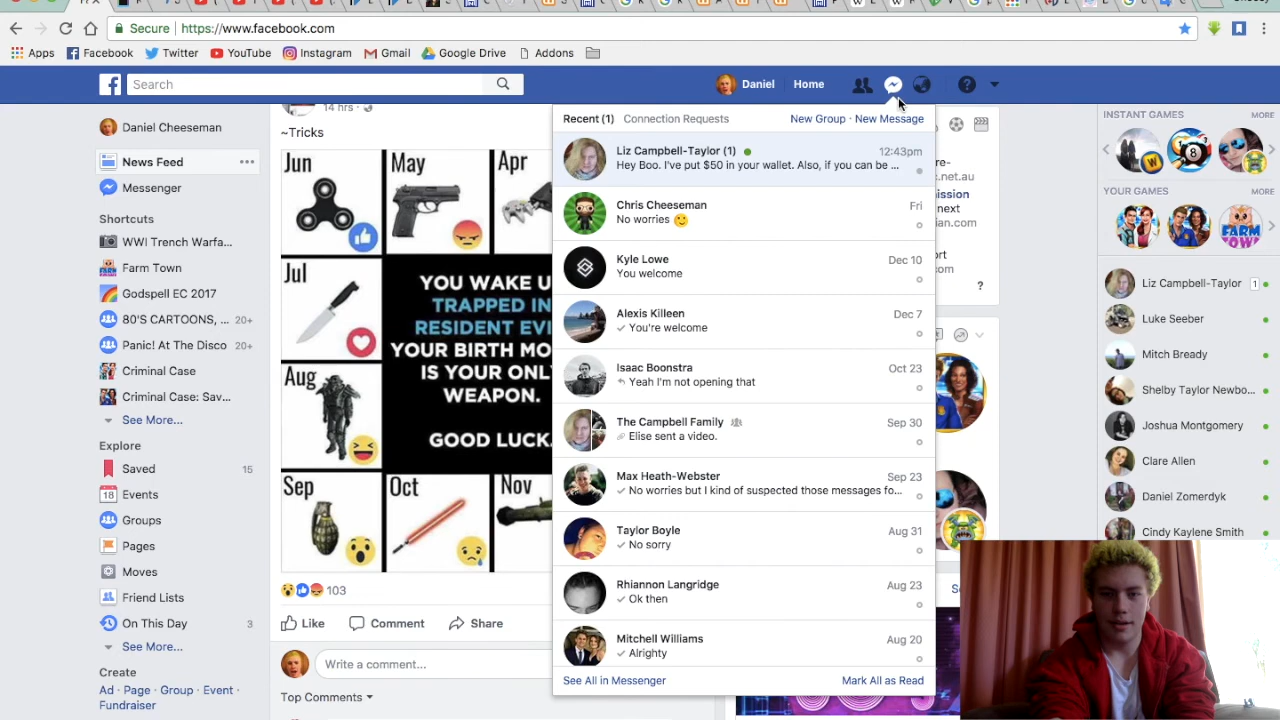 Secure
https://www.facebook.com
Apps
Facebook
Twitter
YouTube
Instagram
Gmail
Google Drive
Addons
Search
Daniel
Home
Daniel Cheeseman
News Feed
Messenger
Shortcuts
WWI Trench Warfa...
Farm Town
Godspell EC 2017
80'S CARTOONS, ... 20+
Panic! At The Disco 20+
Criminal Case
Criminal Case: Sav...
See More...
Explore
Saved 15
Events
Groups
Pages
Moves
Friend Lists
On This Day 3
See More...
Create
Ad · Page · Group · Event ·
Fundraiser
14 hrs ·
~Tricks
Jun
May
Apr
Jul
YOU WAKE U
TRAPPED IN
RESIDENT EV
YOUR BIRTH MO
IS YOUR ONL
WEAPON.
GOOD LUCK.
Aug
Sep
Oct
Nov
103
Like
Comment
Share
Write a comment...
Top Comments
Recent (1)
Connection Requests
New Group · New Message
Liz Campbell-Taylor (1)
12:43pm
Hey Boo. I've put $50 in your wallet. Also, if you can be ...
Chris Cheeseman
Fri
No worries
Kyle Lowe
Dec 10
You welcome
Alexis Killeen
Dec 7
You're welcome
Isaac Boonstra
Oct 23
Yeah I'm not opening that
The Campbell Family
Sep 30
Elise sent a video.
Max Heath-Webster
Sep 23
No worries but I kind of suspected those messages fo...
Taylor Boyle
Aug 31
No sorry
Rhiannon Langridge
Aug 23
Ok then
Mitchell Williams
Aug 20
Alrighty
See All in Messenger
Mark All as Read
re-
c.net.au
mission
next
ian.com
ort
com
?
INSTANT GAMES
MORE
YOUR GAMES
MORE
Liz Campbell-Taylor 1
Luke Seeber
Mitch Bready
Shelby Taylor Newbo...
Joshua Montgomery
Clare Allen
Daniel Zomerdyk
Cindy Kaylene Smith